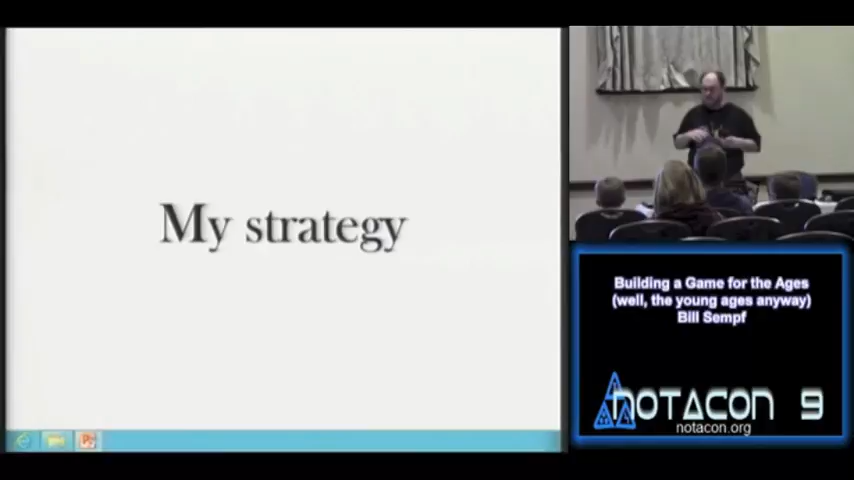 My strategy
Building a Game for the Ages
(well, the young ages anyway)
Bill Sempf
NOTACON 9
notacon.org